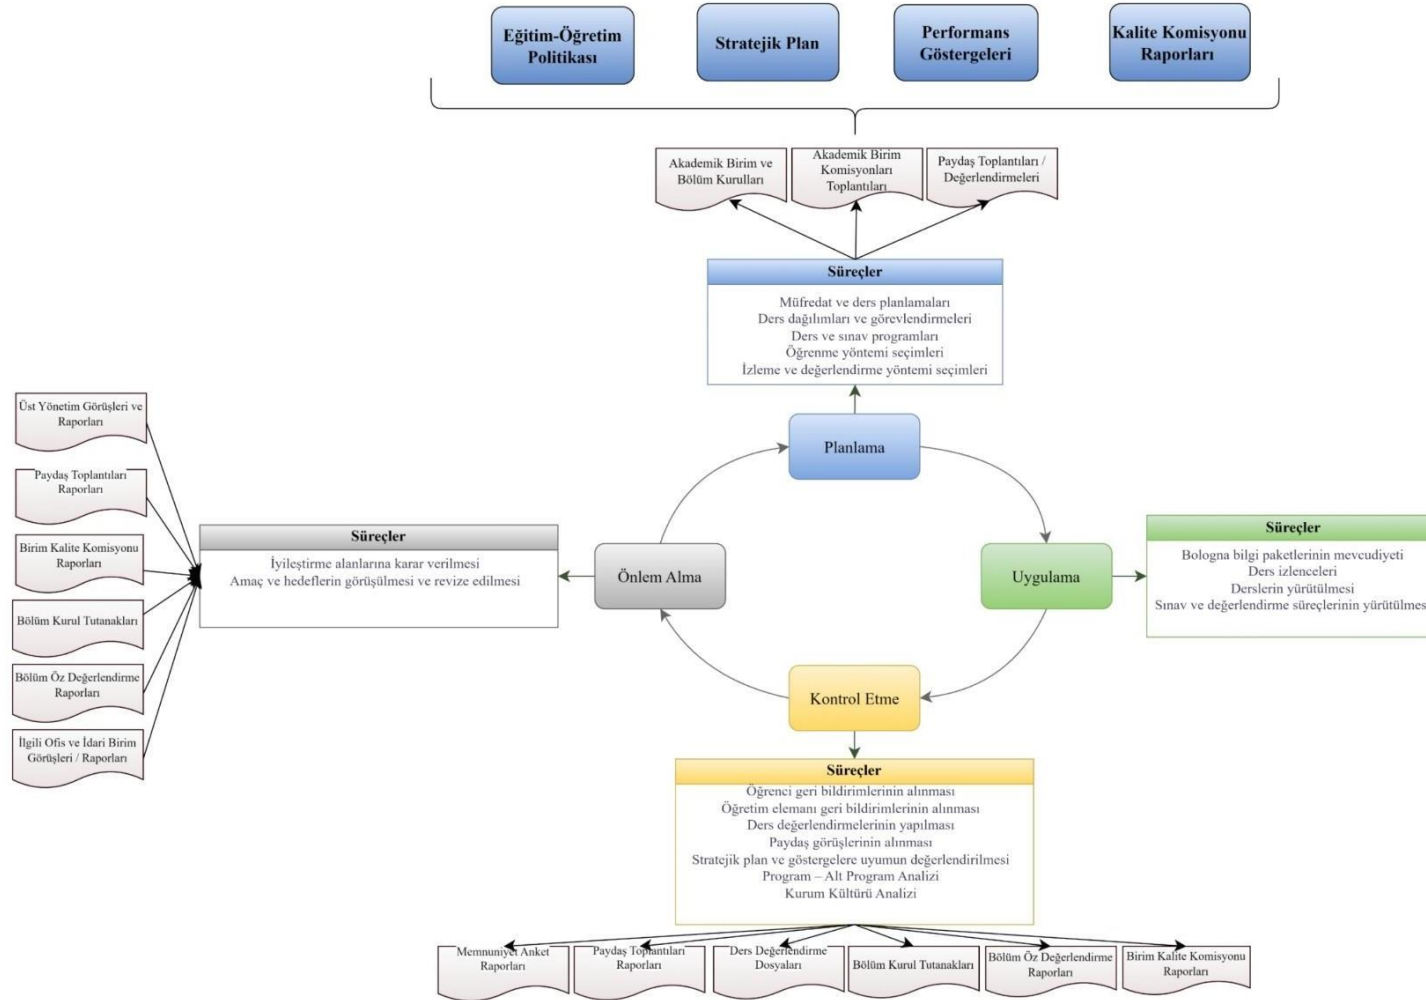 Eğitim-Öğretim
Politikası
Stratejik Plan
Performans
Göstergeleri
Kalite Komisyonu
Raporları
Akademik Birim ve
Bölüm Kurulları
Akademik Birim
Komisyonları
Toplantıları
Paydaş Toplantıları /
Değerlendirmeleri
Süreçler
Müfredat ve ders planlamaları
Ders dağılımları ve görevlendirmeleri
Ders ve sınav programları
Öğrenme yöntemi seçimleri
İzleme ve değerlendirme yöntemi seçimleri
Planlama
Üst Yönetim Görüşleri ve
Raporları
Paydaş Toplantıları
Raporları
Birim Kalite Komisyonu
Raporları
Bölüm Kurul Tutanakları
Bölüm Öz Değerlendirme
Raporları
İlgili Ofis ve İdari Birim
Görüşleri / Raporları
Süreçler
İyileştirme alanlarına karar verilmesi
Amaç ve hedeflerin görüşülmesi ve revize edilmesi
Önlem Alma
Uygulama
Süreçler
Bologna bilgi paketlerinin mevcudiyeti
Ders izlenceleri
Derslerin yürütülmesi
Sınav ve değerlendirme süreçlerinin yürütülmes
Kontrol Etme
Süreçler
Öğrenci geri bildirimlerinin alınması
Öğretim elemanı geri bildirimlerinin alınması
Ders değerlendirmelerinin yapılması
Paydaş görüşlerinin alınması
Stratejik plan ve göstergelere uyumun değerlendirilmesi
Program – Alt Program Analizi
Kurum Kültürü Analizi
Memnuniyet Anket
Raporları
Paydaş Toplantıları
Raporları
Ders Değerlendirme
Dosyaları
Bölüm Kurul Tutanakları
Bölüm Öz Değerlendirme
Raporları
Birim Kalite Komisyonu
Raporları